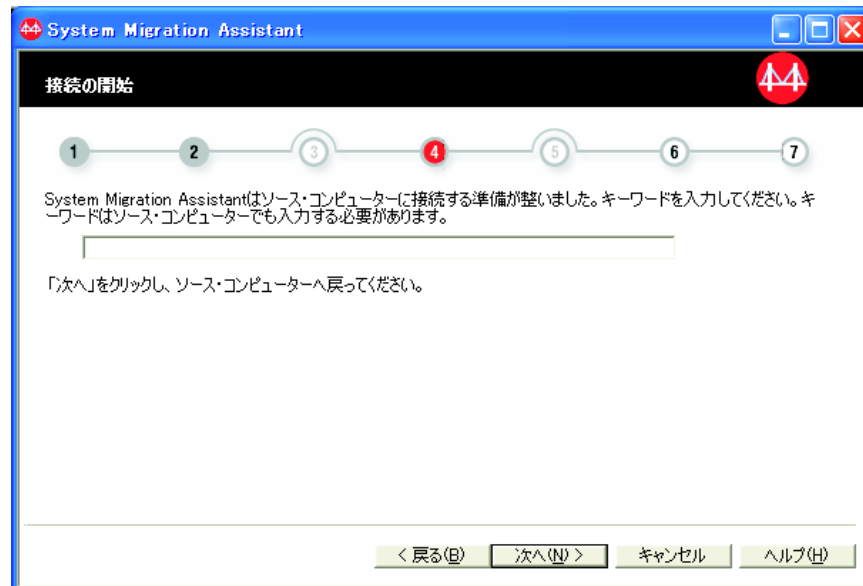 System Migration Assistant
接続の開始
1 2 3 4 5 6 7
System Migration Assistantはソース・コンピューターに接続する準備が整いました。キーワードを入力してください。キ
ーワードはソース・コンピューターでも入力する必要があります。
「次へ」をクリックし、ソース・コンピューターへ戻ってください。
< 戻る(B) 次へ(N) > キャンセル ヘルプ(H)